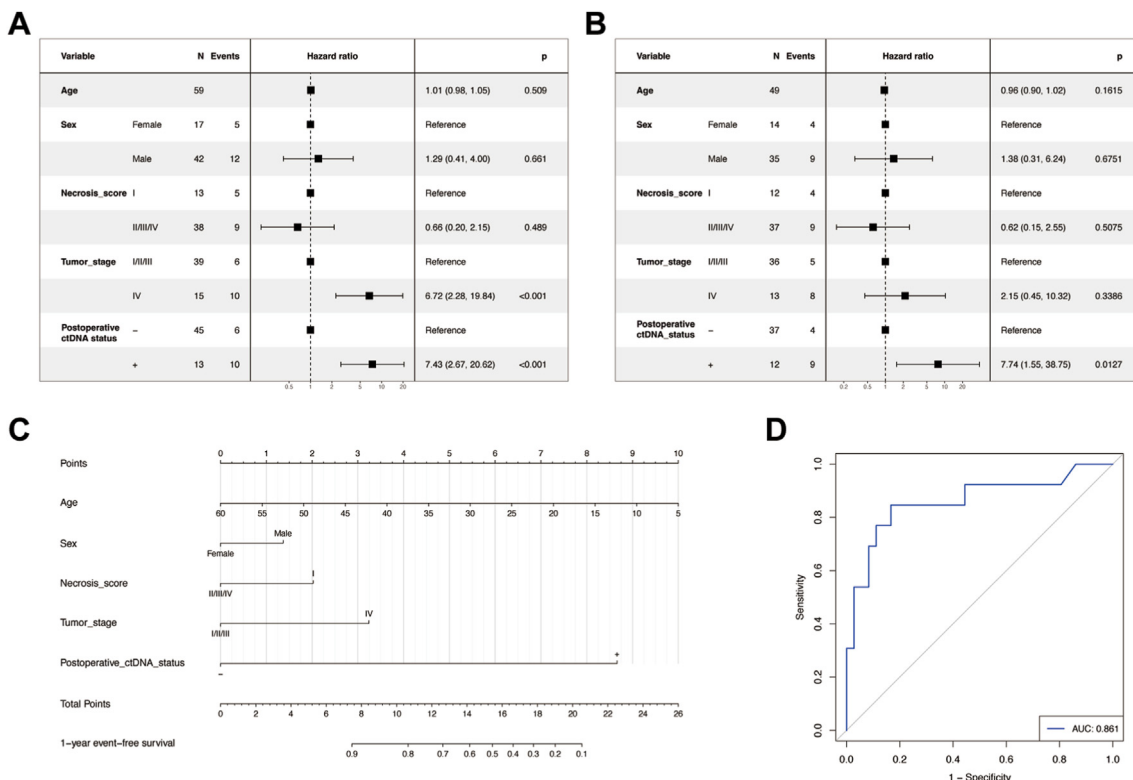 A
Variable N Events Hazard ratio p
Age 59 1.01 (0.98, 1.05) 0.509
Sex Female 17 5 Reference
Male 42 12 1.29 (0.41, 4.00) 0.661
Necrosis_score I 13 5 Reference
II/III/IV 38 9 0.66 (0.20, 2.15) 0.489
Tumor_stage I/II/III 39 6 Reference
IV 15 10 6.72 (2.28, 19.84) <0.001
Postoperative
ctDNA status − 45 6 Reference
+ 13 10 7.43 (2.67, 20.62) <0.001
0.5 1 2 5 10 20
B
Variable N Events Hazard ratio p
Age 49 0.96 (0.90, 1.02) 0.1615
Sex Female 14 4 Reference
Male 35 9 1.38 (0.31, 6.24) 0.6751
Necrosis_score I 12 4 Reference
II/III/IV 37 9 0.62 (0.15, 2.55) 0.5075
Tumor_stage I/II/III 36 5 Reference
IV 13 8 2.15 (0.45, 10.32) 0.3386
Postoperative
ctDNA_status − 37 4 Reference
+ 12 9 7.74 (1.55, 38.75) 0.0127
0.2 0.5 1 2 5 10 20
C
0 1 2 3 4 5 6 7 8 9 10
Points
Age
60 55 50 45 40 35 30 25 20 15 10 5
Male
Sex
Female
I
Necrosis_score
II/III/IV
IV
Tumor_stage
I/II/III
+
Postoperative_ctDNA_status
−
Total Points
0 2 4 6 8 10 12 14 16 18 20 22 24 26
1−year event−free survival
0.9 0.8 0.7 0.6 0.5 0.4 0.3 0.2 0.1
D
Sensitivity
1.0
0.8
0.6
0.4
0.2
0.0
AUC: 0.861
0.0 0.2 0.4 0.6 0.8 1.0
1 − Specificity